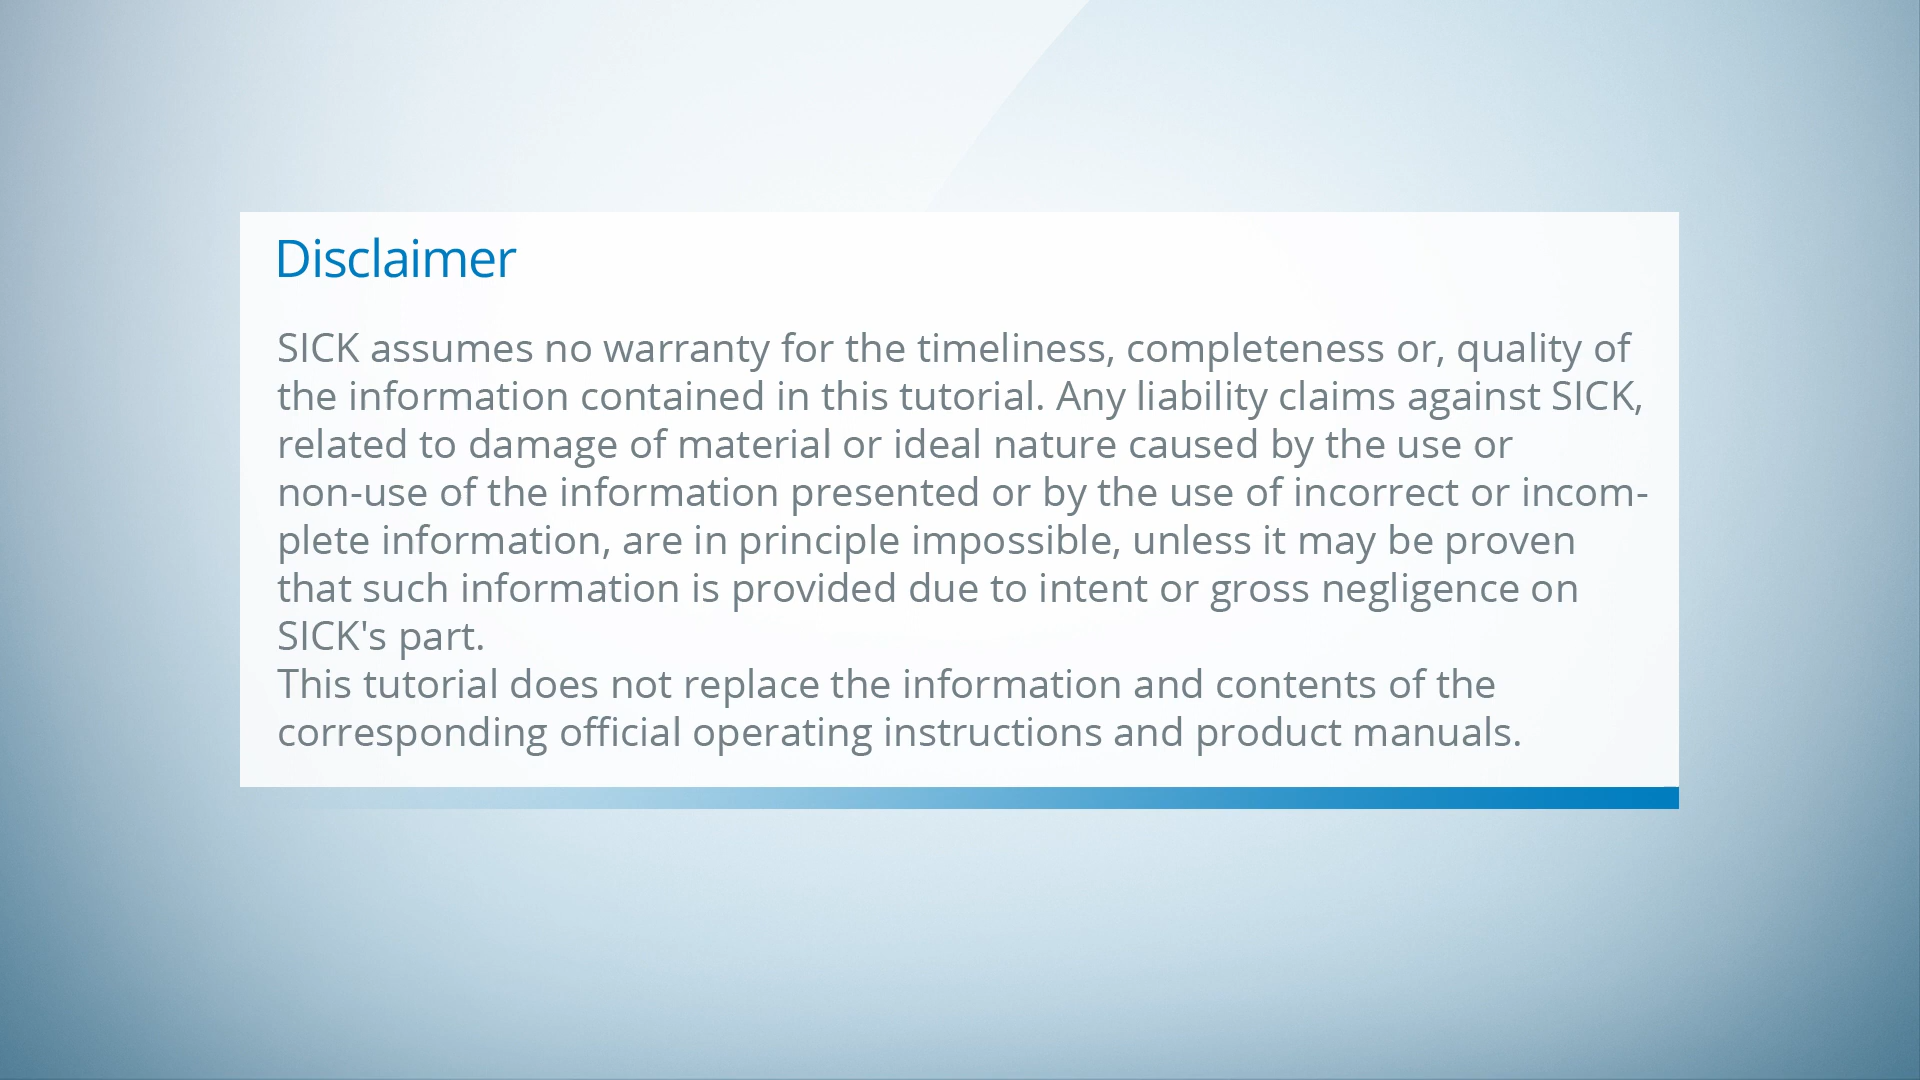 Disclaimer
SICK assumes no warranty for the timeliness, completeness or, quality of
the information contained in this tutorial. Any liability claims against SICK,
related to damage of material or ideal nature caused by the use or
non-use of the information presented or by the use of incorrect or incom-
plete information, are in principle impossible, unless it may be proven
that such information is provided due to intent or gross negligence on
SICK's part.
This tutorial does not replace the information and contents of the
corresponding official operating instructions and product manuals.